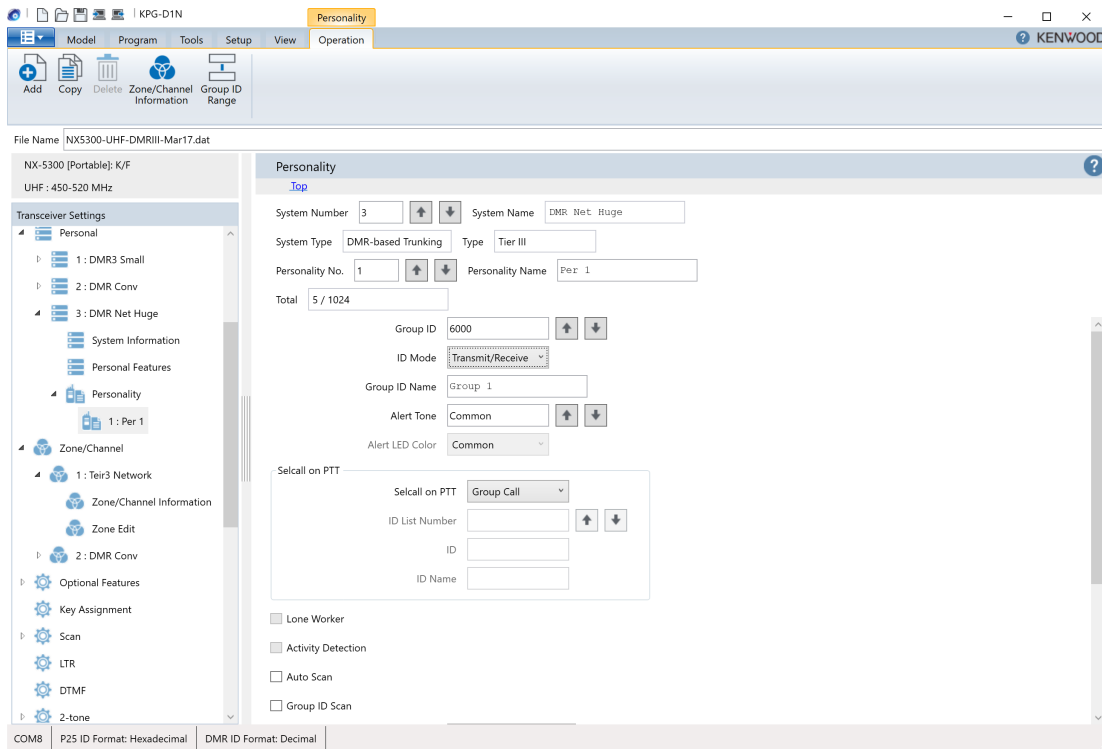 KPG-D1N
Personality
Model Program Tools Setup View Operation
KENWOOD
Add Copy Delete Zone/Channel Information Group ID Range
File Name NX5300-UHF-DMRIII-Mar17.dat
NX-5300 [Portable]: K/F
UHF : 450-520 MHz
Transceiver Settings
Personal
1 : DMR3 Small
2 : DMR Conv
3 : DMR Net Huge
System Information
Personal Features
Personality
1 : Per 1
Zone/Channel
1 : Teir3 Network
Zone/Channel Information
Zone Edit
2 : DMR Conv
Optional Features
Key Assignment
Scan
LTR
DTMF
2-tone
Personality
?
Top
System Number 3 System Name DMR Net Huge
System Type DMR-based Trunking Type Tier III
Personality No. 1 Personality Name Per 1
Total 5 / 1024
Group ID 6000
ID Mode Transmit/Receive
Group ID Name Group 1
Alert Tone Common
Alert LED Color Common
Selcall on PTT
Selcall on PTT Group Call
ID List Number
ID
ID Name
Lone Worker
Activity Detection
Auto Scan
Group ID Scan
COM8 P25 ID Format: Hexadecimal DMR ID Format: Decimal